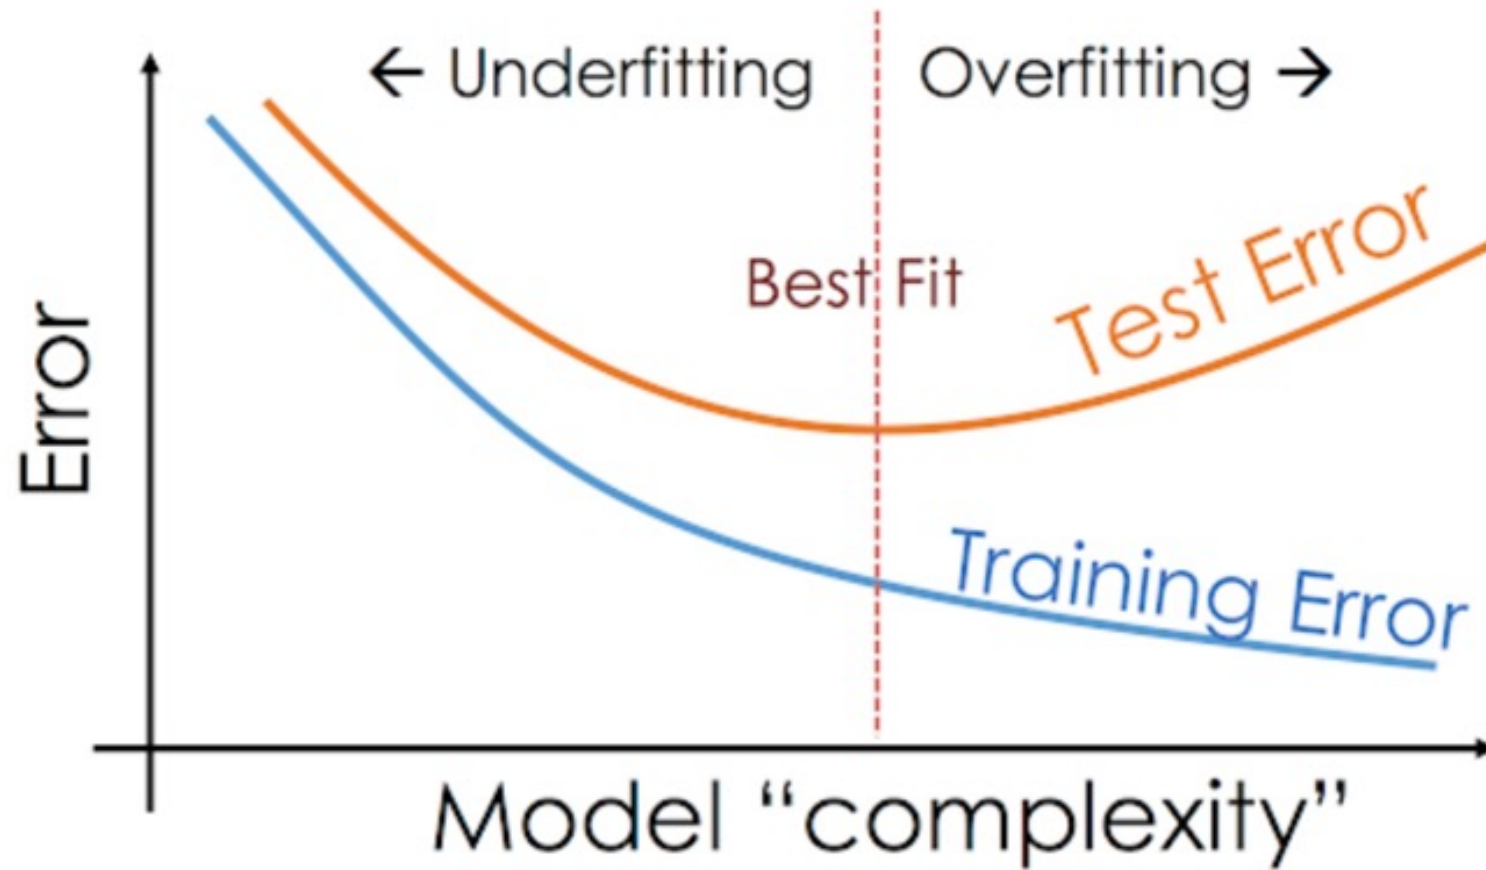 ← Underfitting
Overfitting →
Best Fit
Test Error
Error
Training Error
Model “complexity”